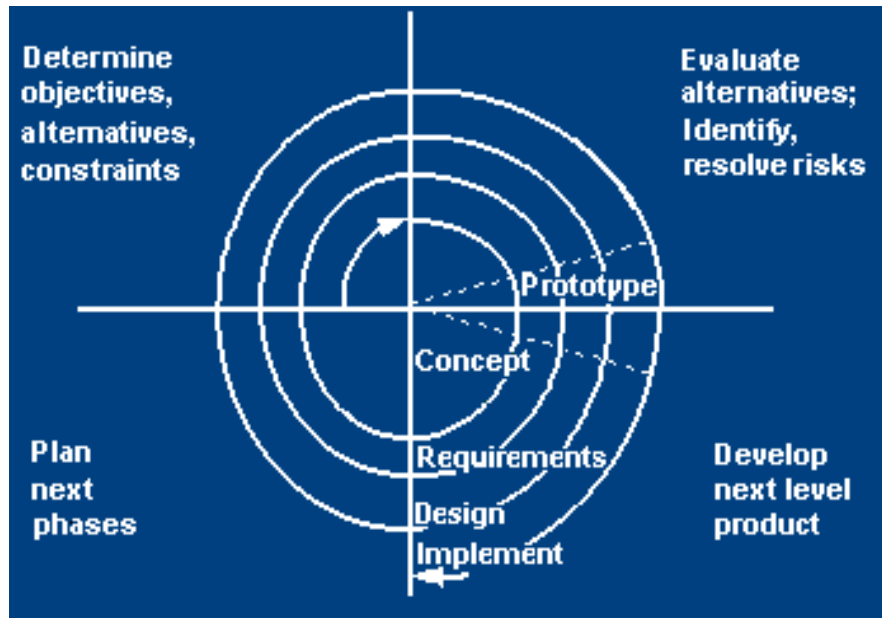 Determine
objectives,
alternatives,
constraints
Evaluate
alternatives;
Identify,
resolve risks
Prototype
Concept
Requirements
Design
Implement
Plan
next
phases
Develop
next level
product